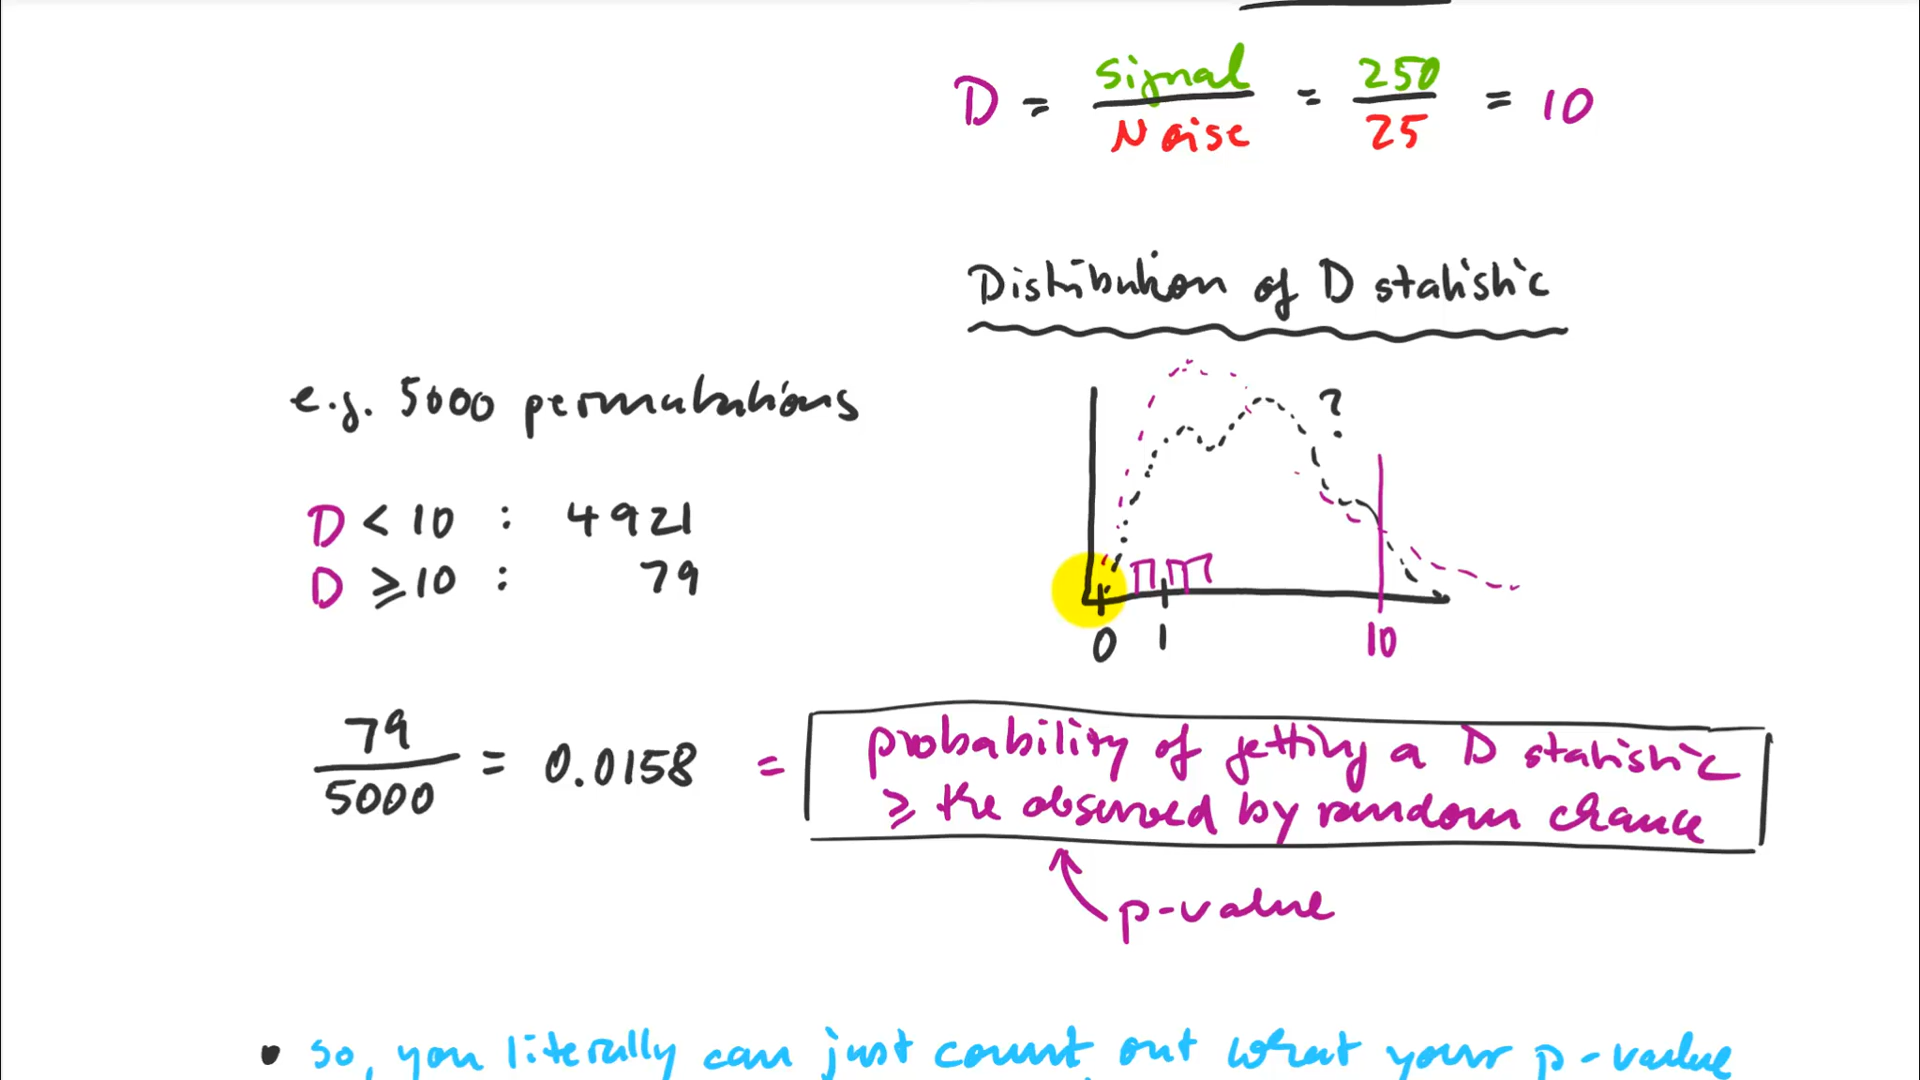 D = signal / Noise = 250 / 25 = 10
Distribution of D statistic
e.g. 5000 permutations
?
D < 10 : 4921
D ≥ 10 : 79
0 1 10
79 / 5000 = 0.0158 = probability of getting a D statistic
≥ the observed by random chance
p-value
• so, you literally can just count out what your p-value